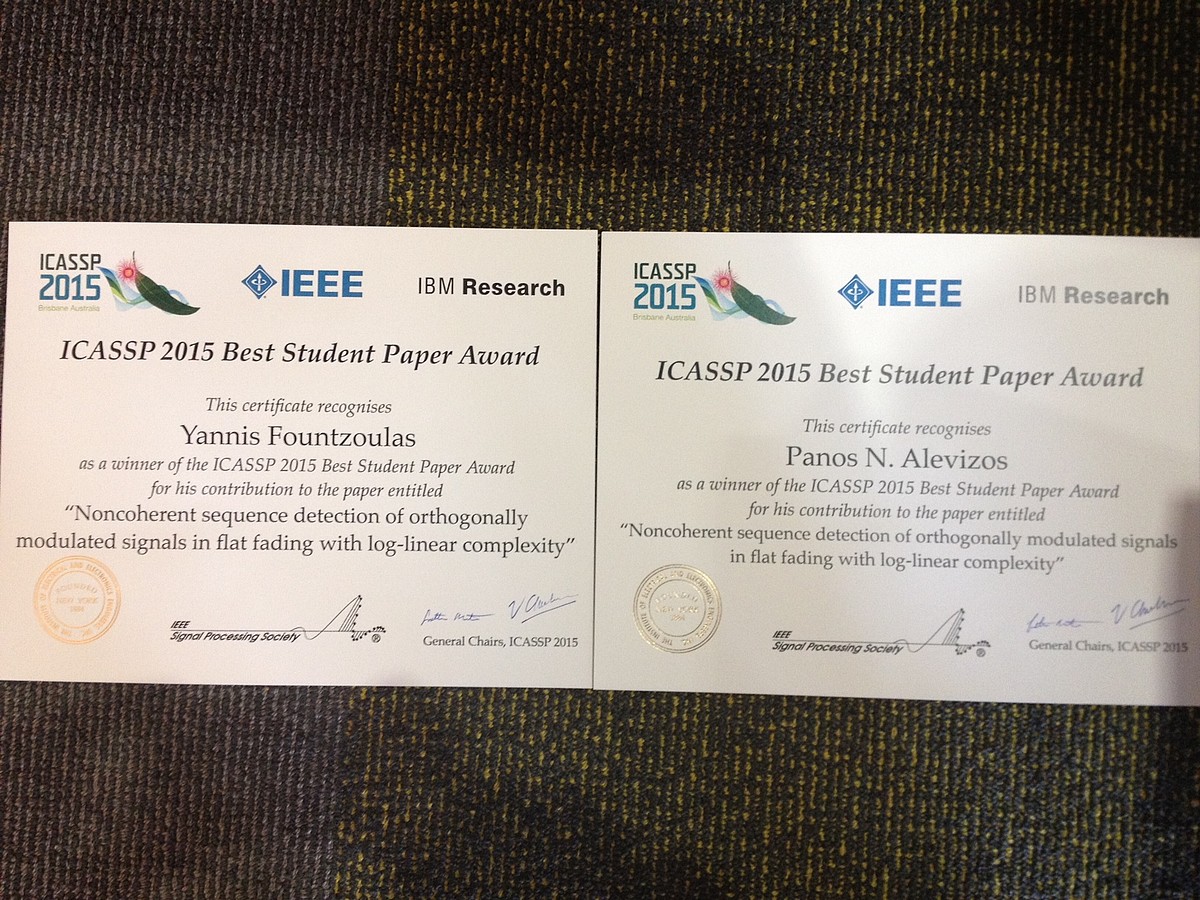 ICASSP
2015
Brisbane Australia
IEEE
IBM Research
ICASSP 2015 Best Student Paper Award
This certificate recognises
Yannis Fountzoulas
as a winner of the ICASSP 2015 Best Student Paper Award
for his contribution to the paper entitled
“Noncoherent sequence detection of orthogonally
modulated signals in flat fading with log-linear complexity”
IEEE
Signal Processing Society
General Chairs, ICASSP 2015
ICASSP
2015
Brisbane Australia
IEEE
IBM Research
ICASSP 2015 Best Student Paper Award
This certificate recognises
Panos N. Alevizos
as a winner of the ICASSP 2015 Best Student Paper Award
for his contribution to the paper entitled
“Noncoherent sequence detection of orthogonally modulated signals
in flat fading with log-linear complexity”
IEEE
Signal Processing Society
General Chairs, ICASSP 2015